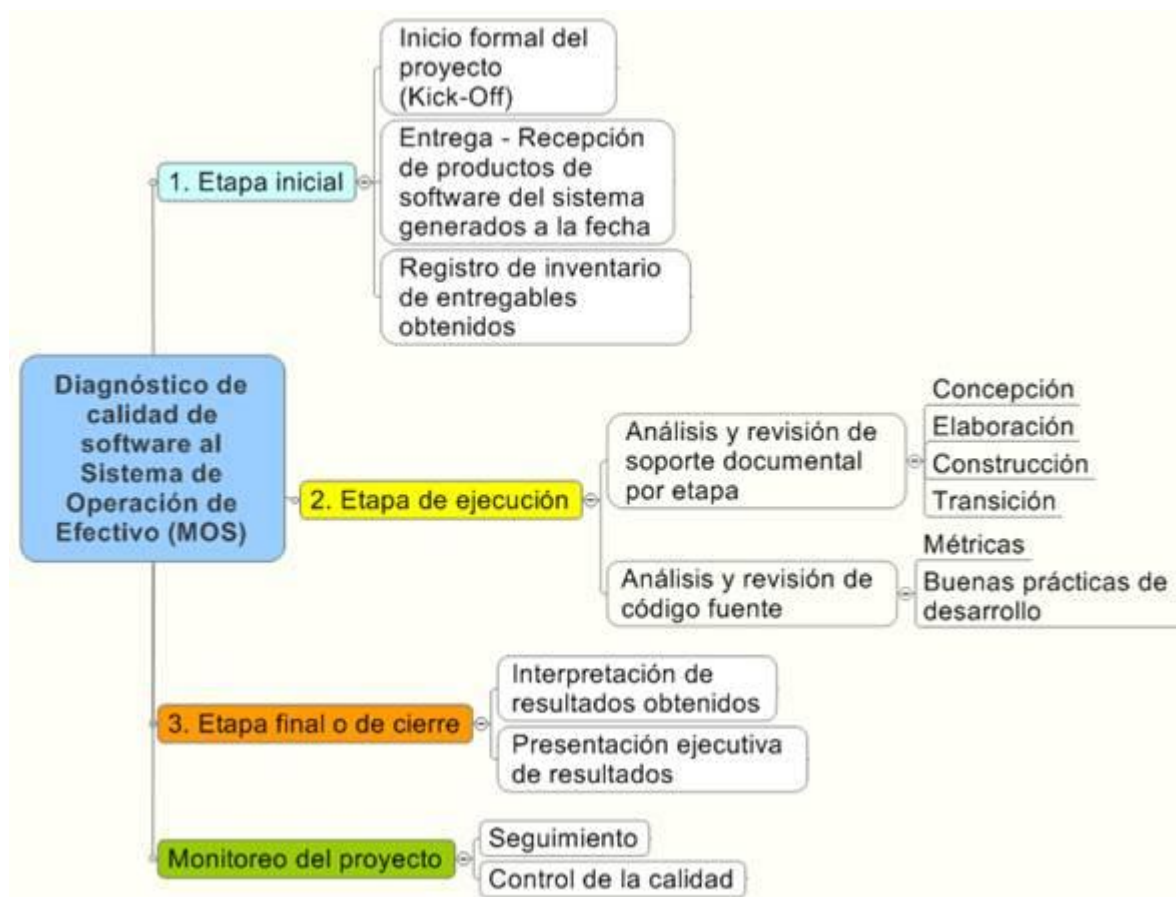 Inicio formal del
proyecto
(Kick-Off)
Entrega - Recepción
de productos de
software del sistema
generados a la fecha
1. Etapa inicial
Registro de inventario
de entregables
obtenidos
Diagnóstico de
calidad de
software al
Sistema de
Operación de
Efectivo (MOS)
2. Etapa de ejecución
Análisis y revisión de
soporte documental
por etapa
Concepción
Elaboración
Construcción
Transición
Análisis y revisión de
código fuente
Métricas
Buenas prácticas de
desarrollo
3. Etapa final o de cierre
Interpretación de
resultados obtenidos
Presentación ejecutiva
de resultados
Monitoreo del proyecto
Seguimiento
Control de la calidad